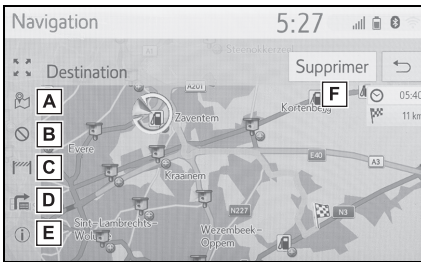 Navigation 5:27
Sterrebekkerzeel
Destination Supprimer
F
A201 Kortenberg 05:40
A
Zaventem 11 km
B
Evere
E40
C
A3
Kraainem
D
N227 N3
Sint-Lambrechts-
E
Wezembeek-
Oppem